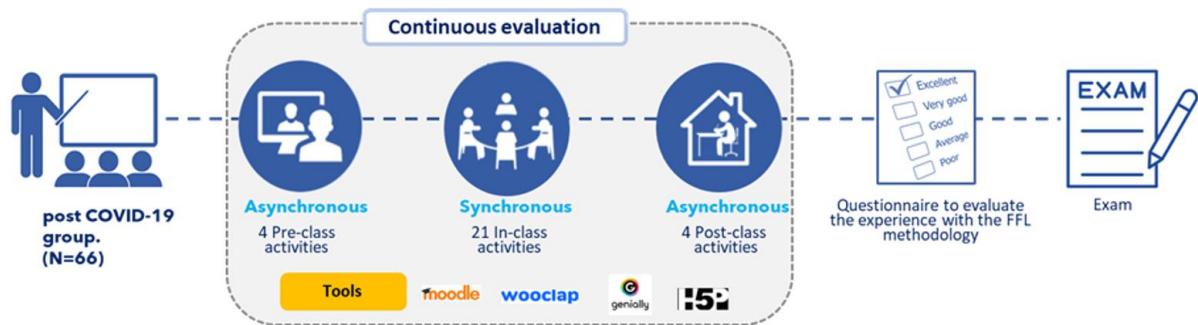 Continuous evaluation
post COVID-19
group.
(N=66)
Asynchronous
4 Pre-class
activities
Synchronous
21 In-class
activities
Asynchronous
4 Post-class
activities
Tools
moodle
wooclap
G
genially
H5P
Excellent
Very good
Good
Average
Poor
Questionnaire to evaluate
the experience with the FFL
methodology
EXAM
Exam